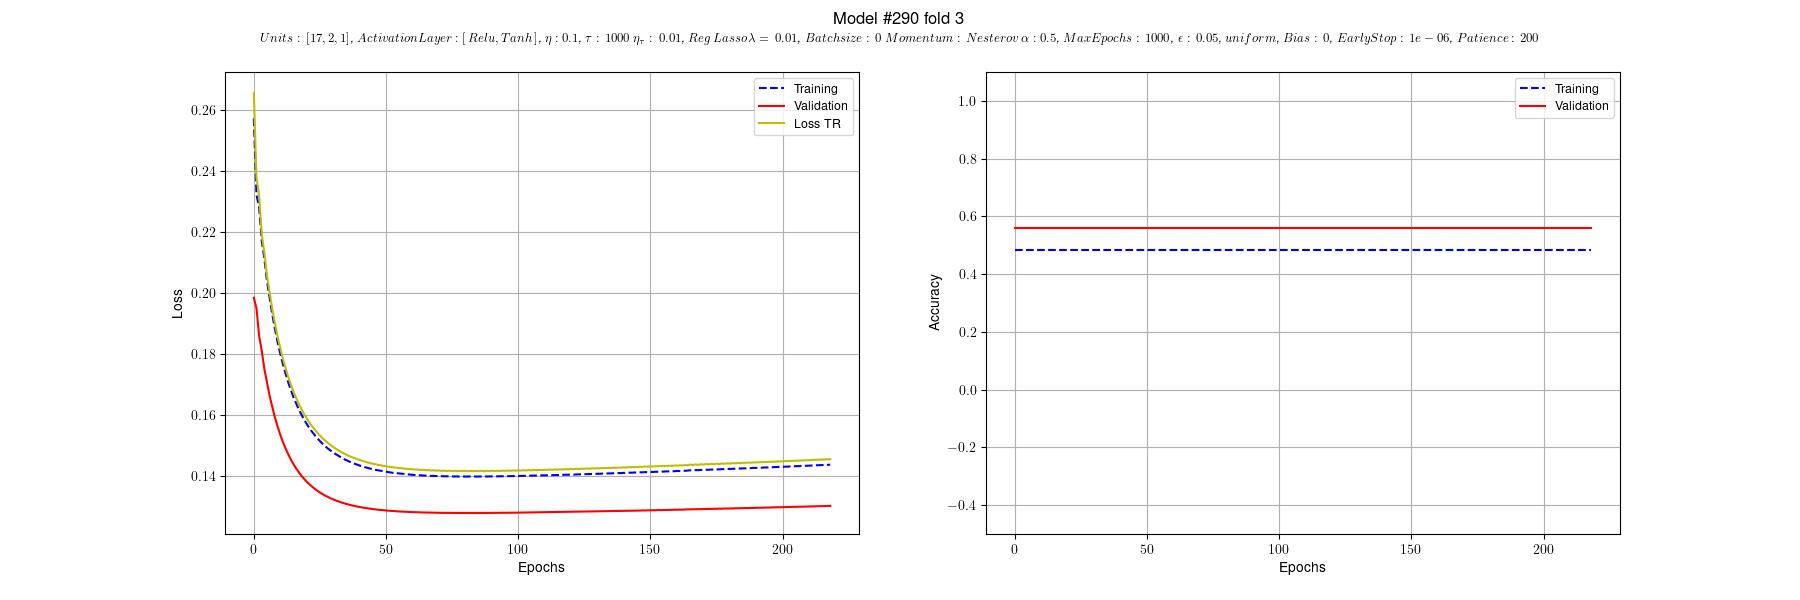 Model #290 fold 3
Units : [17, 2, 1], ActivationLayer : [ Relu, Tanh ], η : 0.1, τ : 1000 η_τ : 0.01, Reg Lasso λ = 0.01, Batchsize : 0 Momentum : Nesterov α : 0.5, MaxEpochs : 1000, ϵ : 0.05, uniform, Bias : 0, EarlyStop : 1e − 06, Patience : 200
Training
Validation
Loss TR
0.26
0.24
0.22
0.20
0.18
0.16
0.14
Loss
0
50
100
150
200
Epochs
Training
Validation
1.0
0.8
0.6
0.4
0.2
0.0
−0.2
−0.4
Accuracy
0
50
100
150
200
Epochs